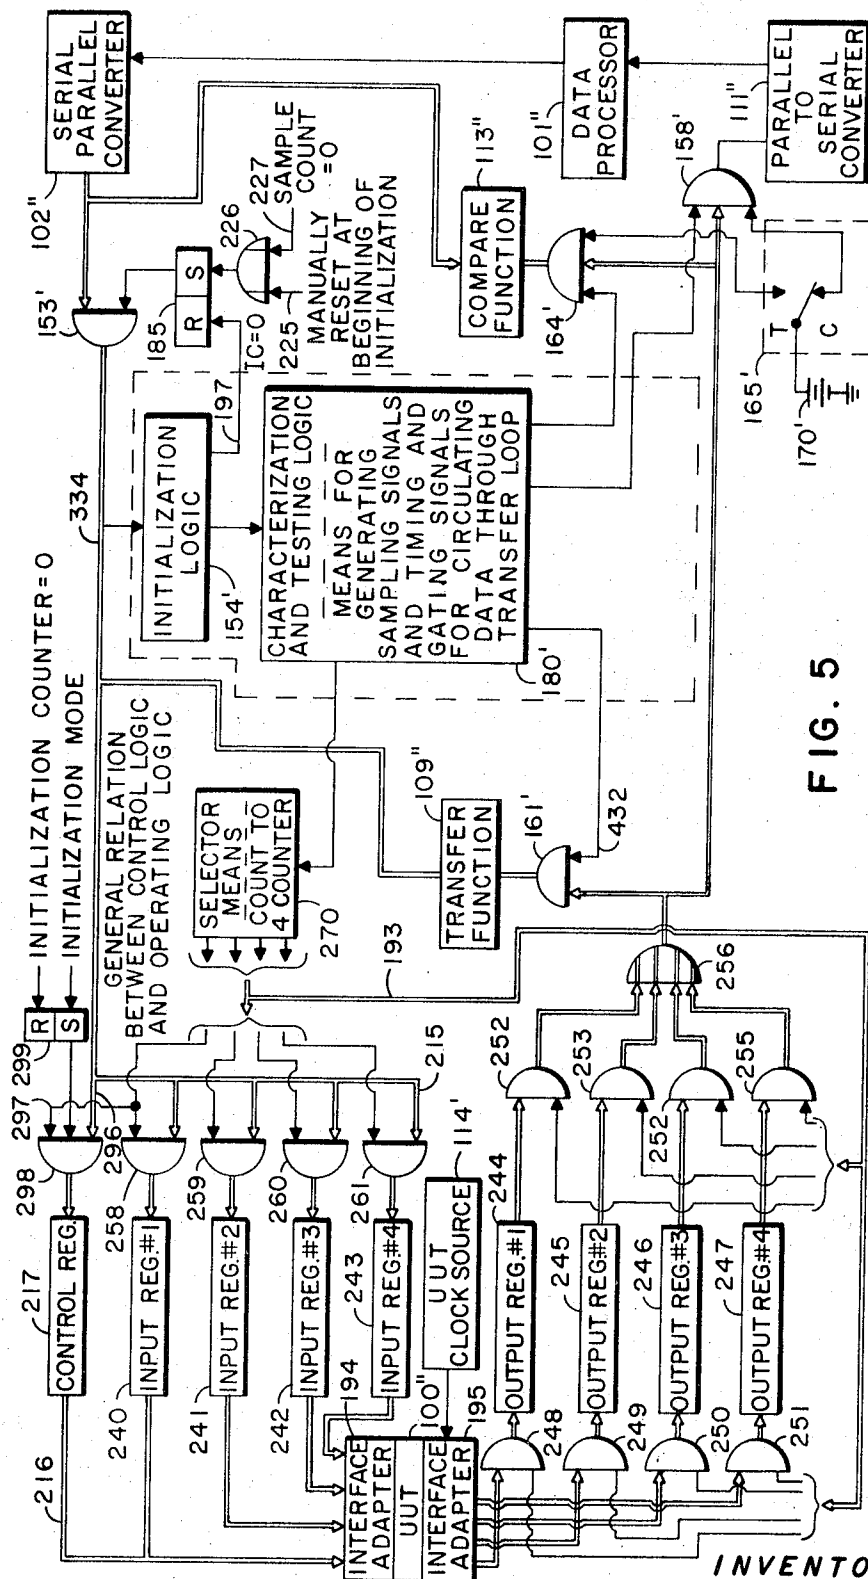 INITIALIZATION COUNTER=0
INITIALIZATION MODE
299
R
S
GENERAL RELATION
BETWEEN CONTROL LOGIC
AND OPERATING LOGIC
334
153'
102"
SERIAL
PARALLEL
CONVERTER
297
298
296
258
259
260
261
215
217
CONTROL REG.
216
240
INPUT REG.#1
241
INPUT REG.#2
242
INPUT REG.#3
243
INPUT REG.#4
194
INTERFACE
ADAPTER
100"
UUT
INTERFACE
ADAPTER
195
114'
UUT
CLOCK SOURCE
SELECTOR
MEANS
COUNT TO
4 COUNTER
270
193
INITIALIZATION
LOGIC
154'
197
185
R
S
IC=0
226
227
SAMPLE
COUNT
=0
225
MANUALLY
RESET AT
BEGINNING OF
INITIALIZATION
CHARACTERIZATION
AND TESTING LOGIC
MEANS FOR
GENERATING
SAMPLING SIGNALS
AND TIMING AND
GATING SIGNALS
FOR CIRCULATING
DATA THROUGH
TRANSFER LOOP
180'
109"
TRANSFER
FUNCTION
161'
432
113"
COMPARE
FUNCTION
164'
101"
DATA
PROCESSOR
158'
111"
PARALLEL
TO
SERIAL
CONVERTER
165'
T
C
170'
244
OUTPUT REG.#1
245
OUTPUT REG.#2
246
OUTPUT REG.#3
247
OUTPUT REG.#4
248
249
250
251
252
253
252
255
256
FIG. 5
INVENTO